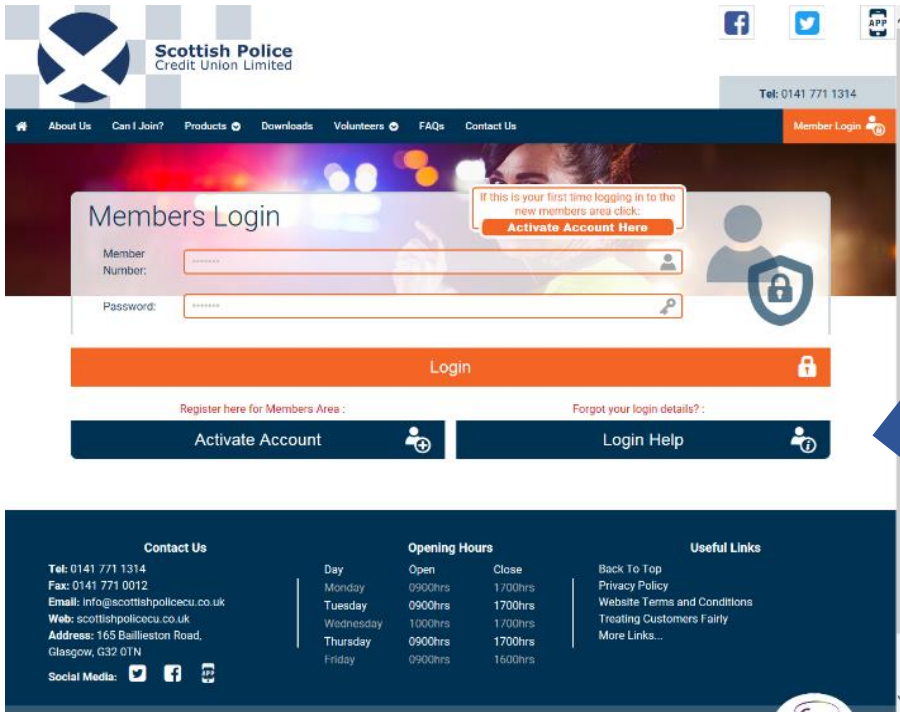 APP
Scottish Police
Credit Union Limited
Tel: 0141 771 1314
About Us Can I Join? Products Downloads Volunteers FAQs Contact Us Member Login
If this is your first time logging in to the
new members area click:
Activate Account Here
Members Login
Member
Number:
Password:
Login
Register here for Members Area :
Forgot your login details? :
Activate Account
Login Help
Contact Us
Tel: 0141 771 1314
Fax: 0141 771 0012
Email: info@scottishpolicecu.co.uk
Web: scottishpolicecu.co.uk
Address: 165 Baillieston Road,
Glasgow, G32 0TN
Social Media: APP
Opening Hours
Day Open Close
Monday 0900hrs 1700hrs
Tuesday 0900hrs 1700hrs
Wednesday 1000hrs 1700hrs
Thursday 0900hrs 1700hrs
Friday 0900hrs 1600hrs
Useful Links
Back To Top
Privacy Policy
Website Terms and Conditions
Treating Customers Fairly
More Links...